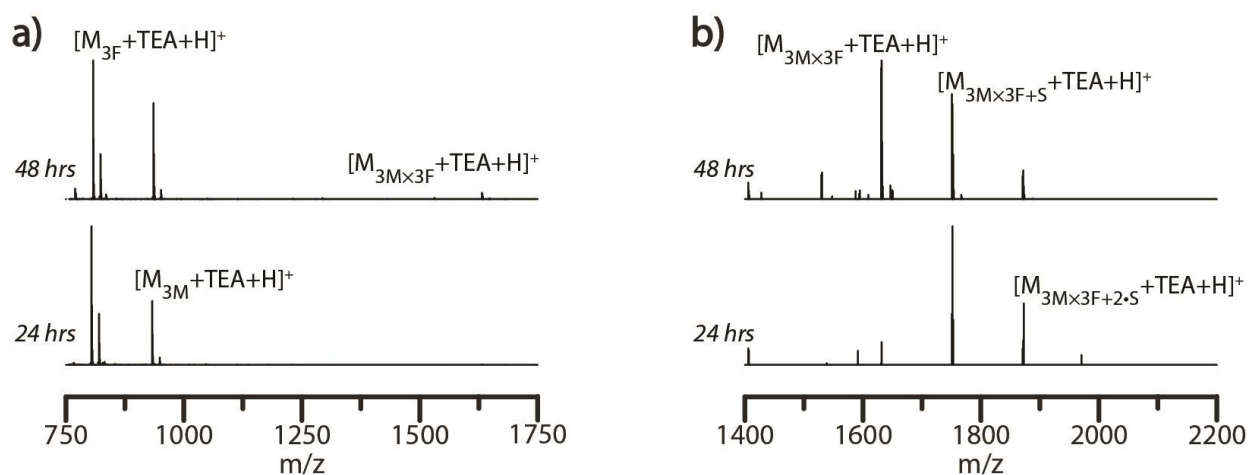 a)
[M3F+TEA+H]+
48 hrs
[M3M×3F+TEA+H]+
[M3M+TEA+H]+
24 hrs
750 1000 1250 1500 1750
m/z
b)
[M3M×3F+TEA+H]+
[M3M×3F+S+TEA+H]+
48 hrs
[M3M×3F+2•S+TEA+H]+
24 hrs
1400 1600 1800 2000 2200
m/z